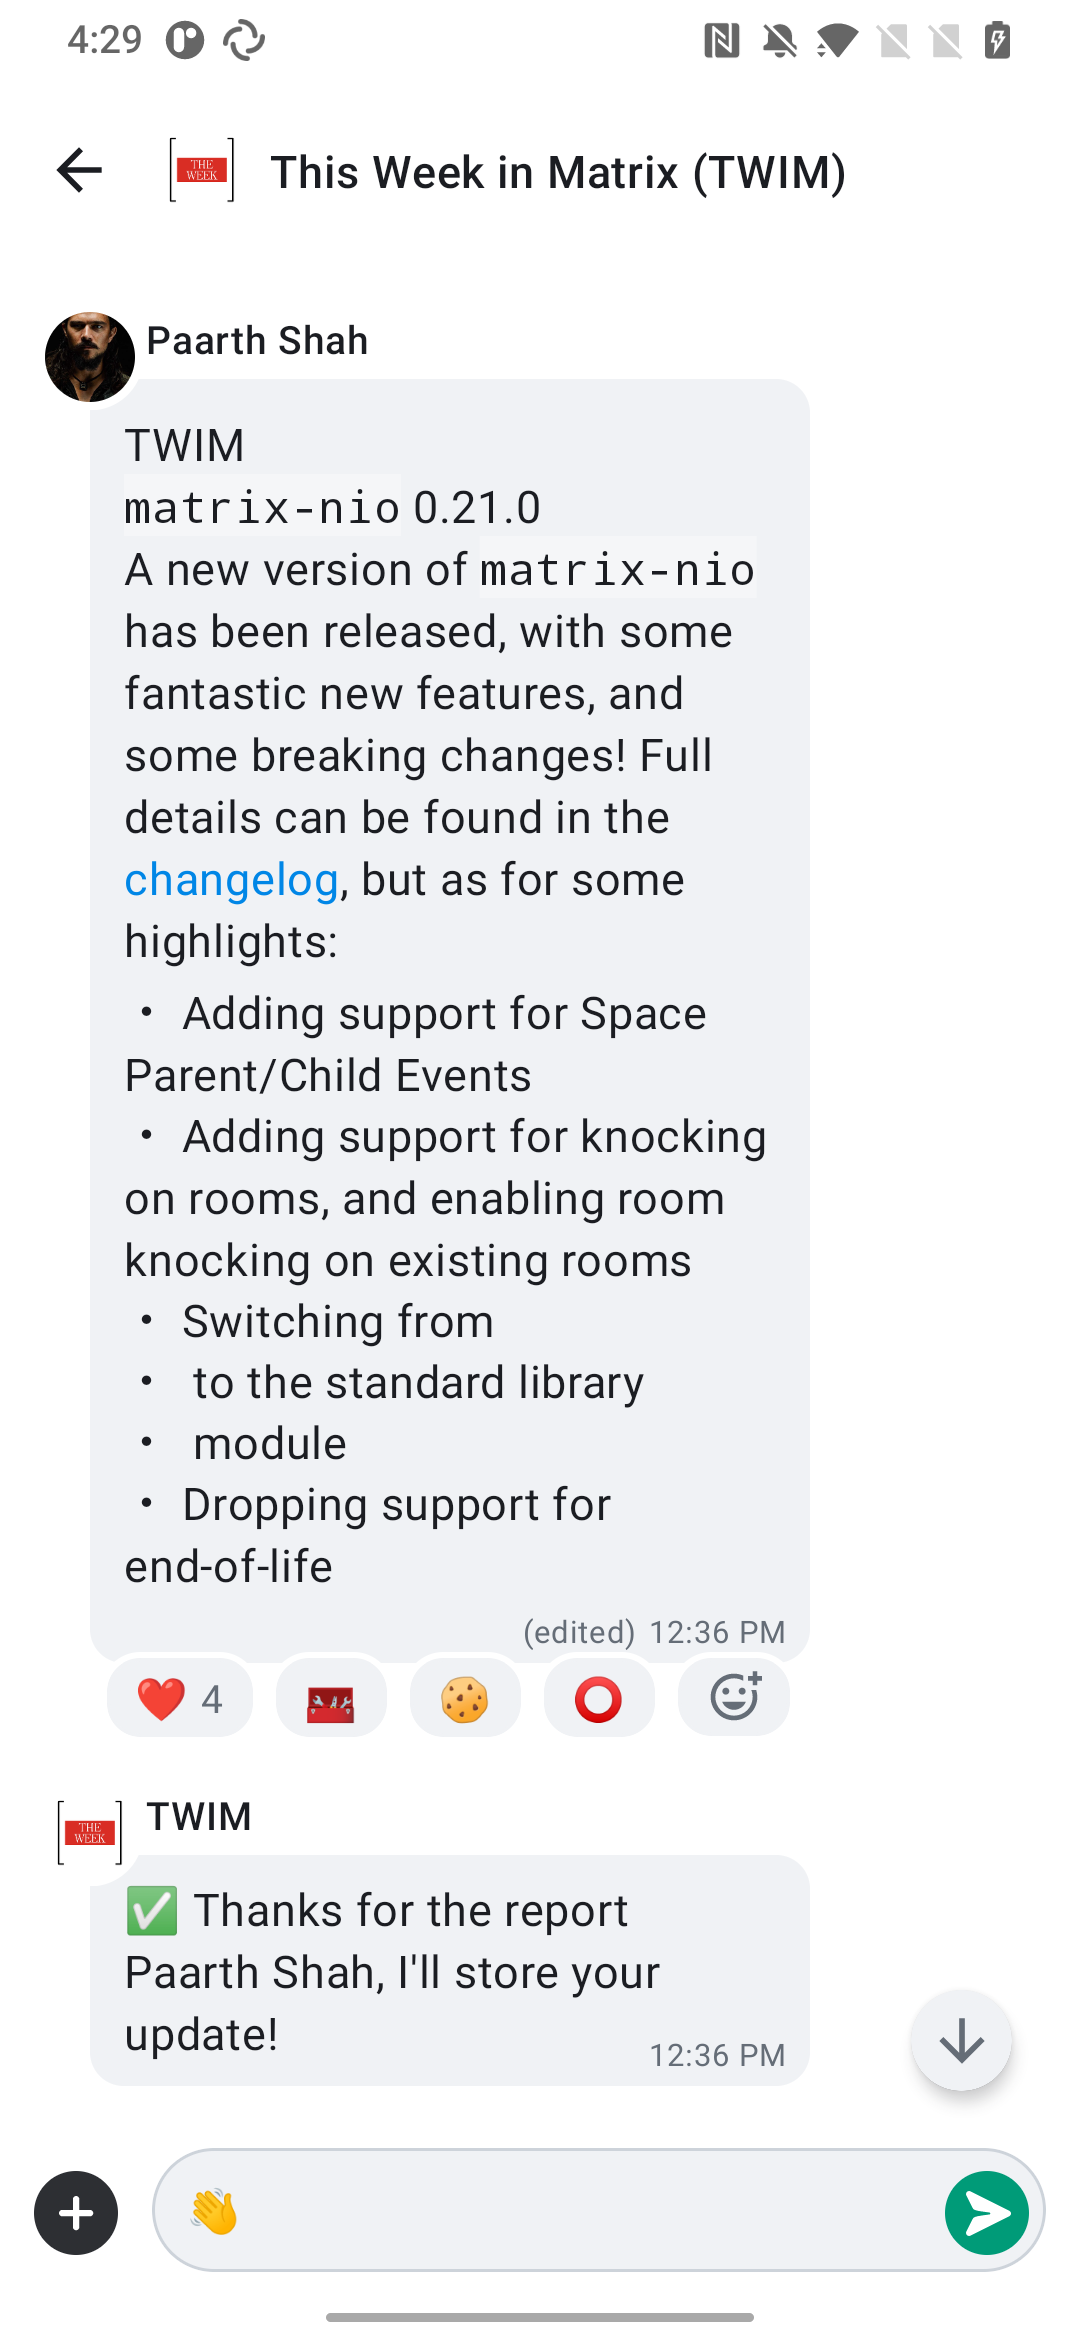 4:29
THE
WEEK
This Week in Matrix (TWIM)
Paarth Shah
TWIM
matrix-nio 0.21.0
A new version of matrix-nio
has been released, with some
fantastic new features, and
some breaking changes! Full
details can be found in the
changelog, but as for some
highlights:
• Adding support for Space
Parent/Child Events
• Adding support for knocking
on rooms, and enabling room
knocking on existing rooms
• Switching from
• to the standard library
• module
• Dropping support for
end-of-life
(edited) 12:36 PM
❤️ 4 🧰 🍪 ⭕
THE
WEEK
TWIM
✅ Thanks for the report
Paarth Shah, I'll store your
update!
12:36 PM
👋